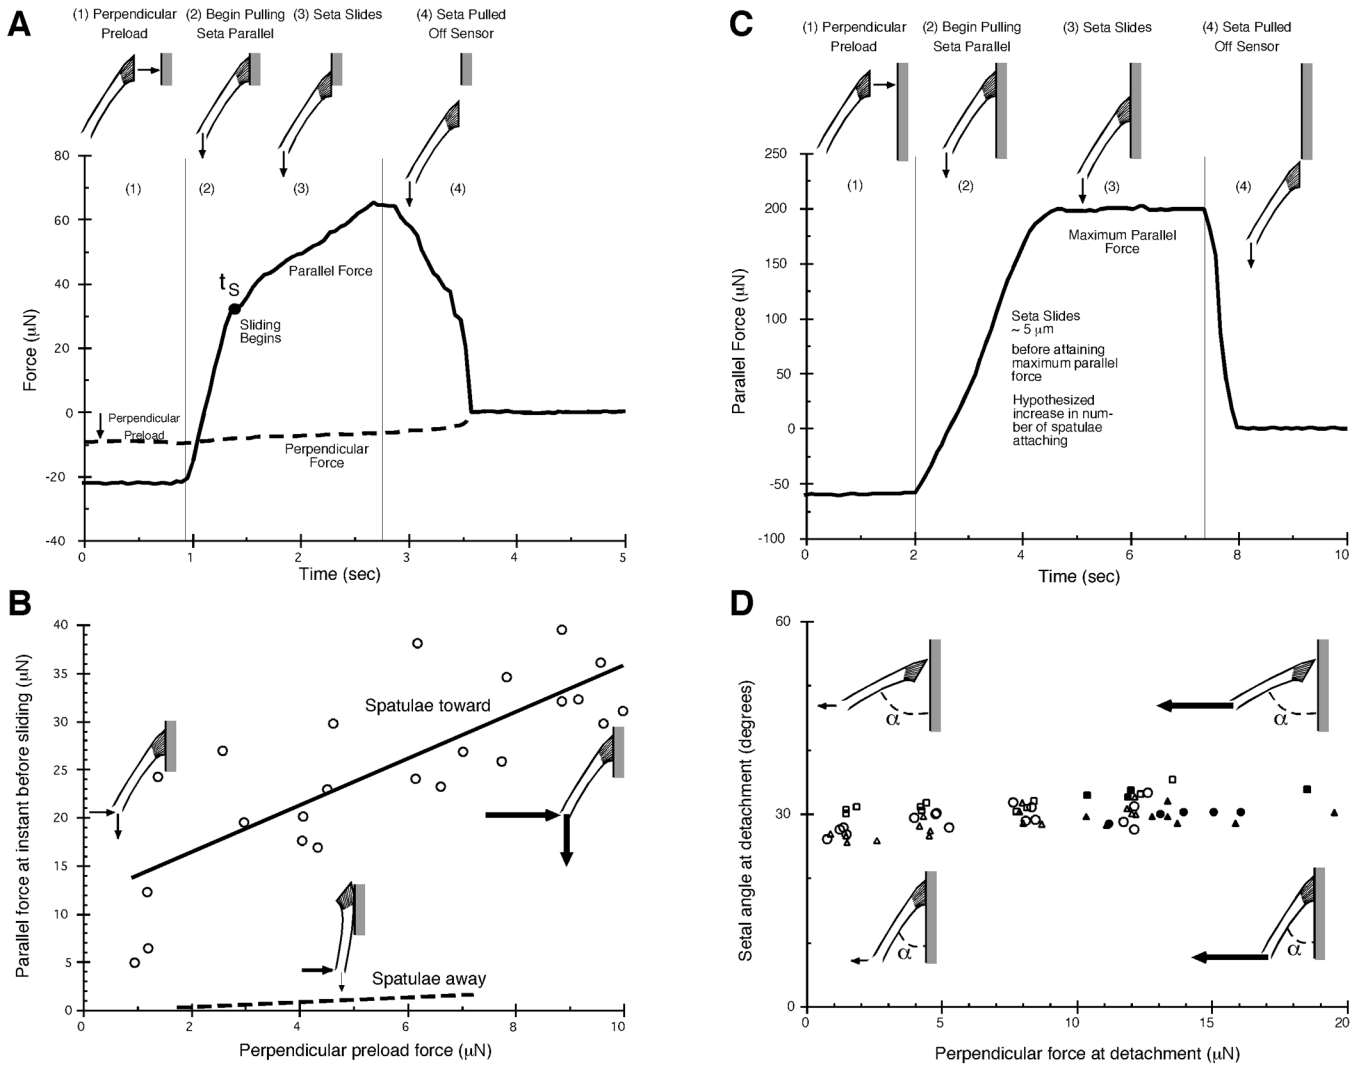 A
(1) Perpendicular
Preload
(2) Begin Pulling
Seta Parallel
(3) Seta Slides
(4) Seta Pulled
Off Sensor
80
60
40
20
0
-20
-40
Force (μN)
(1)
(2)
(3)
(4)
tS
Sliding
Begins
Parallel Force
Perpendicular
Preload
Perpendicular
Force
0
1
2
3
4
5
Time (sec)
C
(1) Perpendicular
Preload
(2) Begin Pulling
Seta Parallel
(3) Seta Slides
(4) Seta Pulled
Off Sensor
250
200
150
100
50
0
-50
-100
Parallel Force (μN)
(1)
(2)
(3)
(4)
Maximum Parallel
Force
Seta Slides
~ 5 μm
before attaining
maximum parallel
force
Hypothesized
increase in num-
ber of spatulae
attaching
0
2
4
6
8
10
Time (sec)
B
40
35
30
25
20
15
10
5
0
Parallel force at instant before sliding (μN)
Spatulae toward
Spatulae away
0
2
4
6
8
10
Perpendicular preload force (μN)
D
60
30
0
Setal angle at detachment (degrees)
α
α
α
α
0
5
10
15
20
Perpendicular force at detachment (μN)